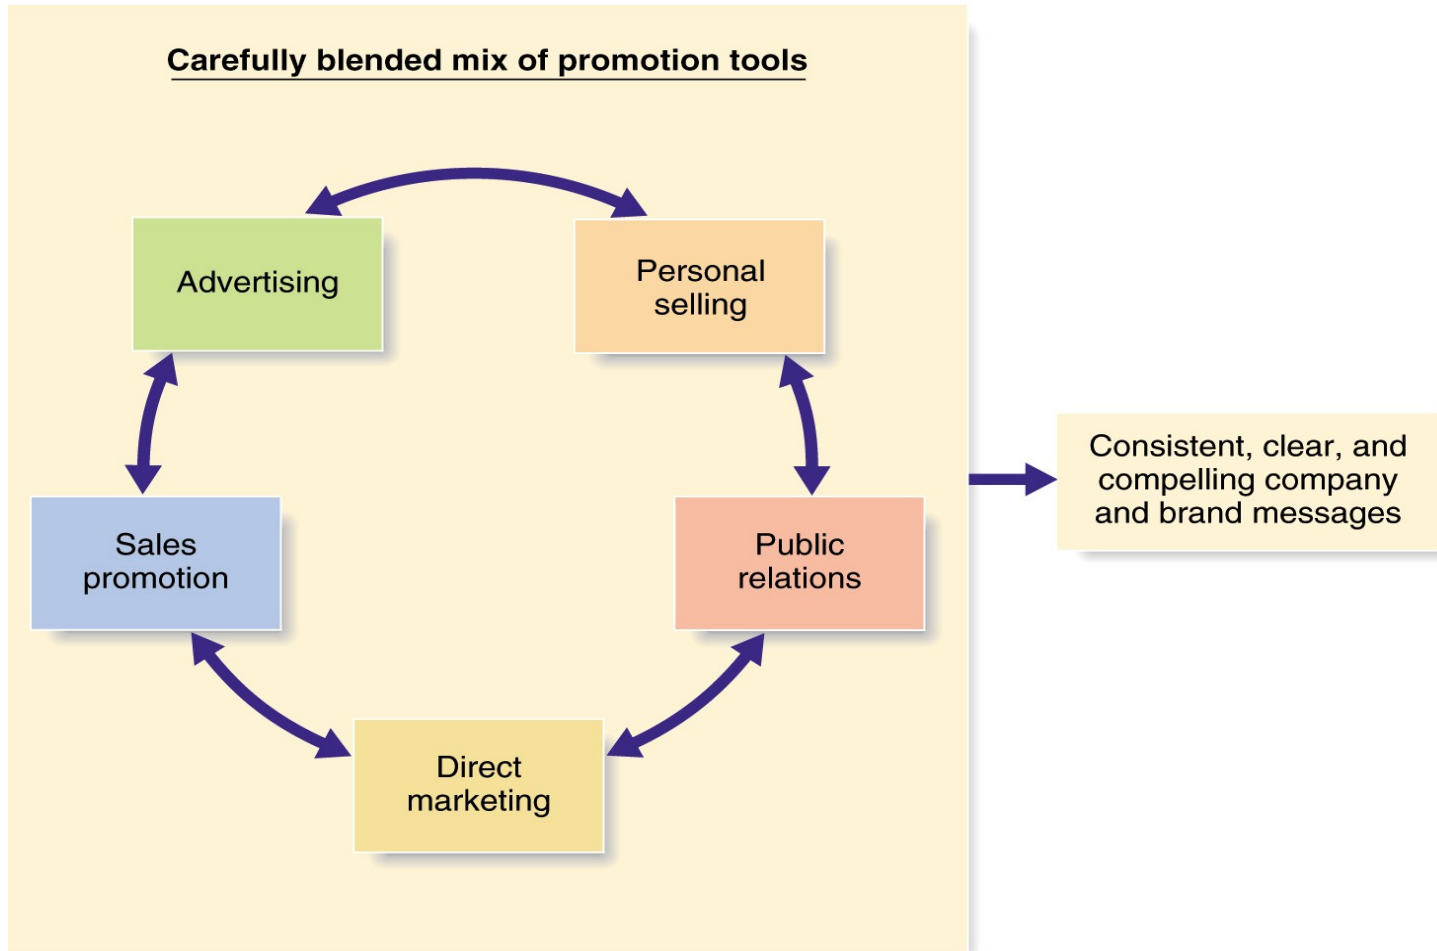 Carefully blended mix of promotion tools
Advertising
Personal
selling
Sales
promotion
Public
relations
Direct
marketing
Consistent, clear, and
compelling company
and brand messages